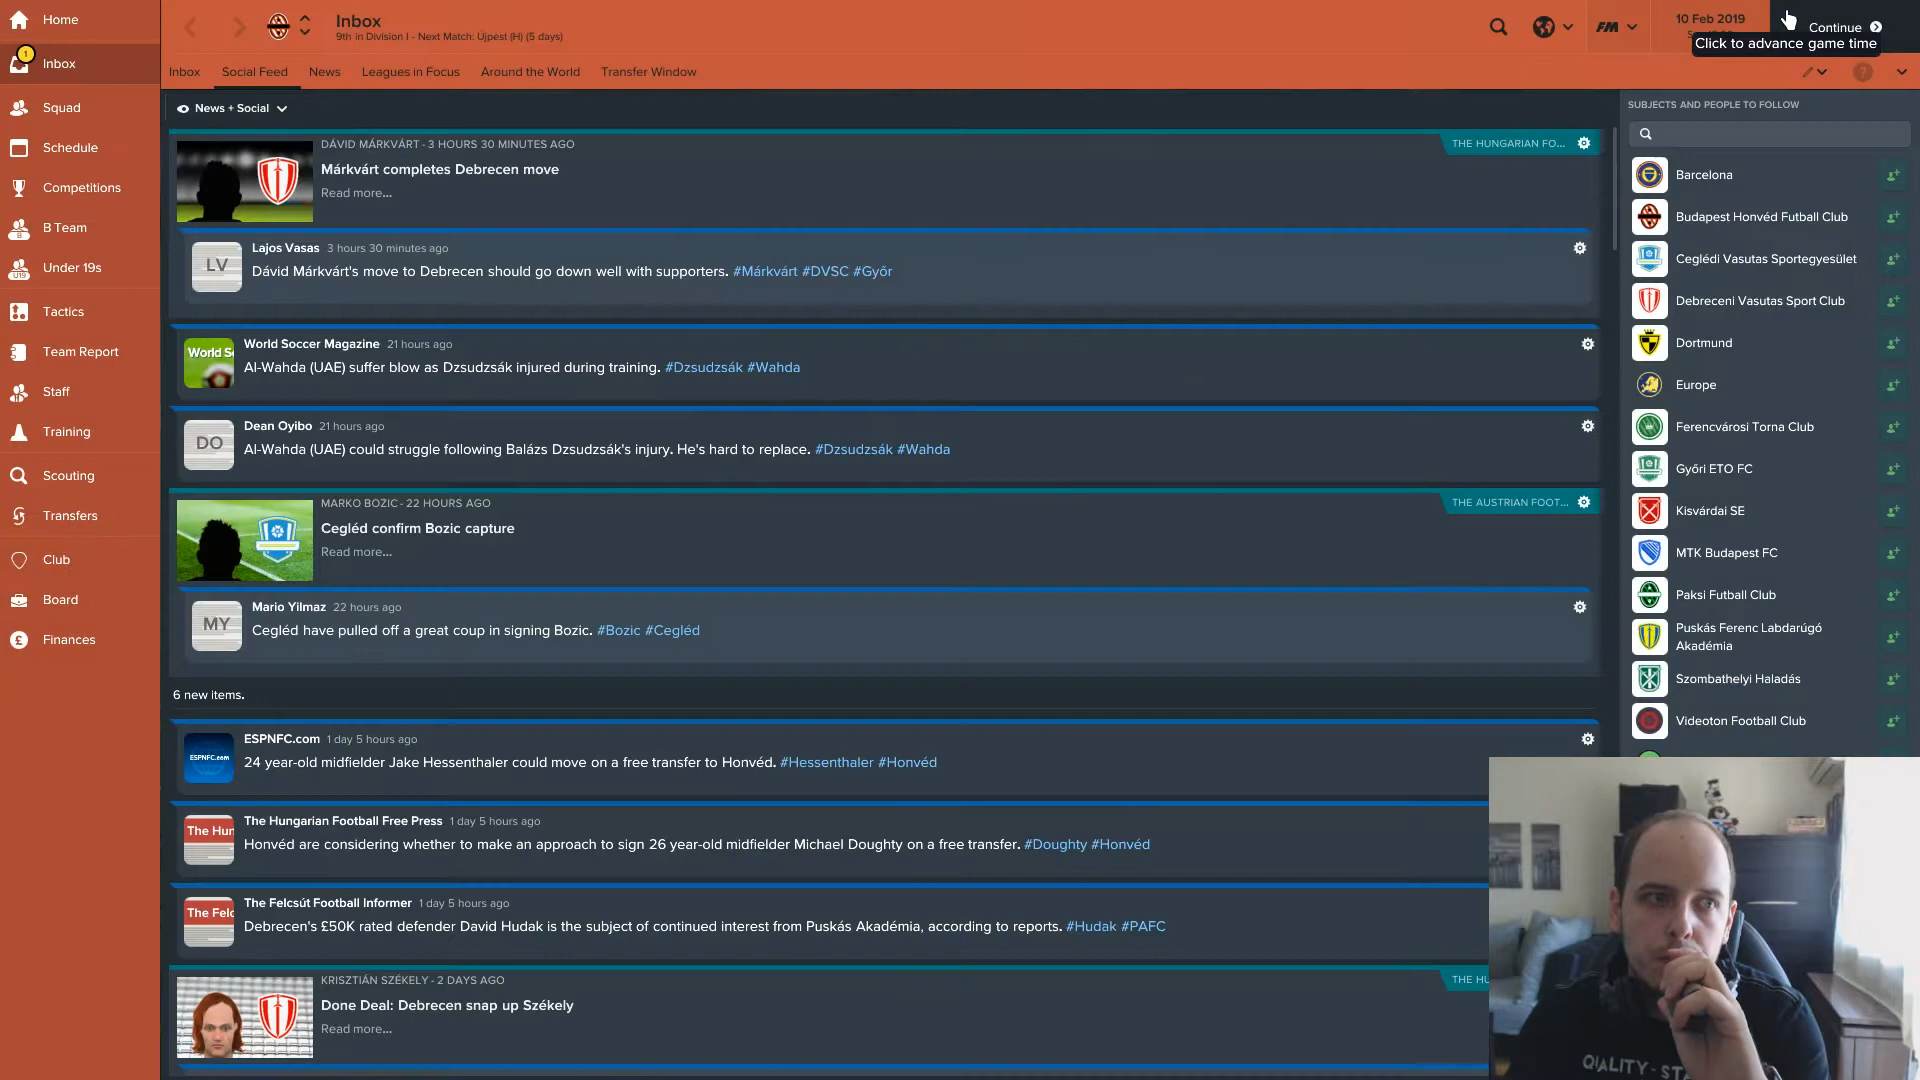 Home
1
Inbox
Squad
Schedule
Competitions
B Team
Under 19s
Tactics
Team Report
Staff
Training
Scouting
Transfers
Club
Board
Finances
Inbox
9th in Division I - Next Match: Újpest (H) (5 days)
FM
10 Feb 2019
Continue
Click to advance game time
Inbox
Social Feed
News
Leagues in Focus
Around the World
Transfer Window
News + Social
DÁVID MÁRKVÁRT - 3 HOURS 30 MINUTES AGO
THE HUNGARIAN FO...
Márkvárt completes Debrecen move
Read more...
LV
Lajos Vasas 3 hours 30 minutes ago
Dávid Márkvárt's move to Debrecen should go down well with supporters. #Márkvárt #DVSC #Győr
World Soccer Magazine 21 hours ago
Al-Wahda (UAE) suffer blow as Dzsudzsák injured during training. #Dzsudzsák #Wahda
DO
Dean Oyibo 21 hours ago
Al-Wahda (UAE) could struggle following Balázs Dzsudzsák's injury. He's hard to replace. #Dzsudzsák #Wahda
MARKO BOZIC - 22 HOURS AGO
THE AUSTRIAN FOOT...
Cegléd confirm Bozic capture
Read more...
MY
Mario Yilmaz 22 hours ago
Cegléd have pulled off a great coup in signing Bozic. #Bozic #Cegléd
6 new items.
ESPNFC.com
ESPNFC.com 1 day 5 hours ago
24 year-old midfielder Jake Hessenthaler could move on a free transfer to Honvéd. #Hessenthaler #Honvéd
The Hun
The Hungarian Football Free Press 1 day 5 hours ago
Honvéd are considering whether to make an approach to sign 26 year-old midfielder Michael Doughty on a free transfer. #Doughty #Honvéd
The Felc
The Felcsút Football Informer 1 day 5 hours ago
Debrecen's £50K rated defender David Hudak is the subject of continued interest from Puskás Akadémia, according to reports. #Hudak #PAFC
KRISZTIÁN SZÉKELY - 2 DAYS AGO
THE HU
Done Deal: Debrecen snap up Székely
Read more...
SUBJECTS AND PEOPLE TO FOLLOW
Barcelona
Budapest Honvéd Futball Club
Ceglédi Vasutas Sportegyesület
Debreceni Vasutas Sport Club
Dortmund
Europe
Ferencvárosi Torna Club
Győri ETO FC
Kisvárdai SE
MTK Budapest FC
Paksi Futball Club
Puskás Ferenc Labdarúgó
Akadémia
Szombathelyi Haladás
Videoton Football Club
QUALITY - ST